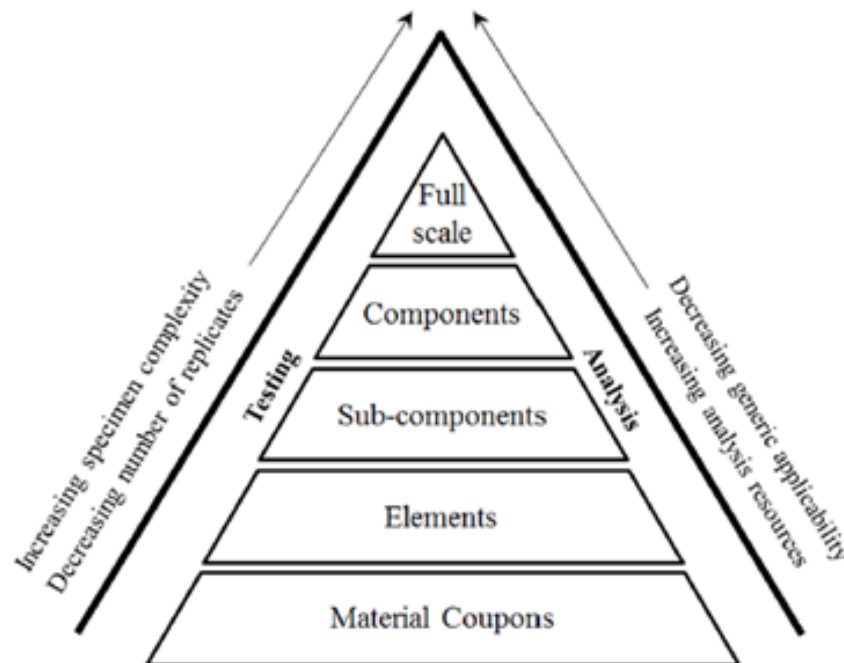 Full
scale
Components
Sub-components
Elements
Material Coupons
Testing
Analysis
Increasing specimen complexity
Decreasing number of replicates
Decreasing generic applicability
Increasing analysis resources